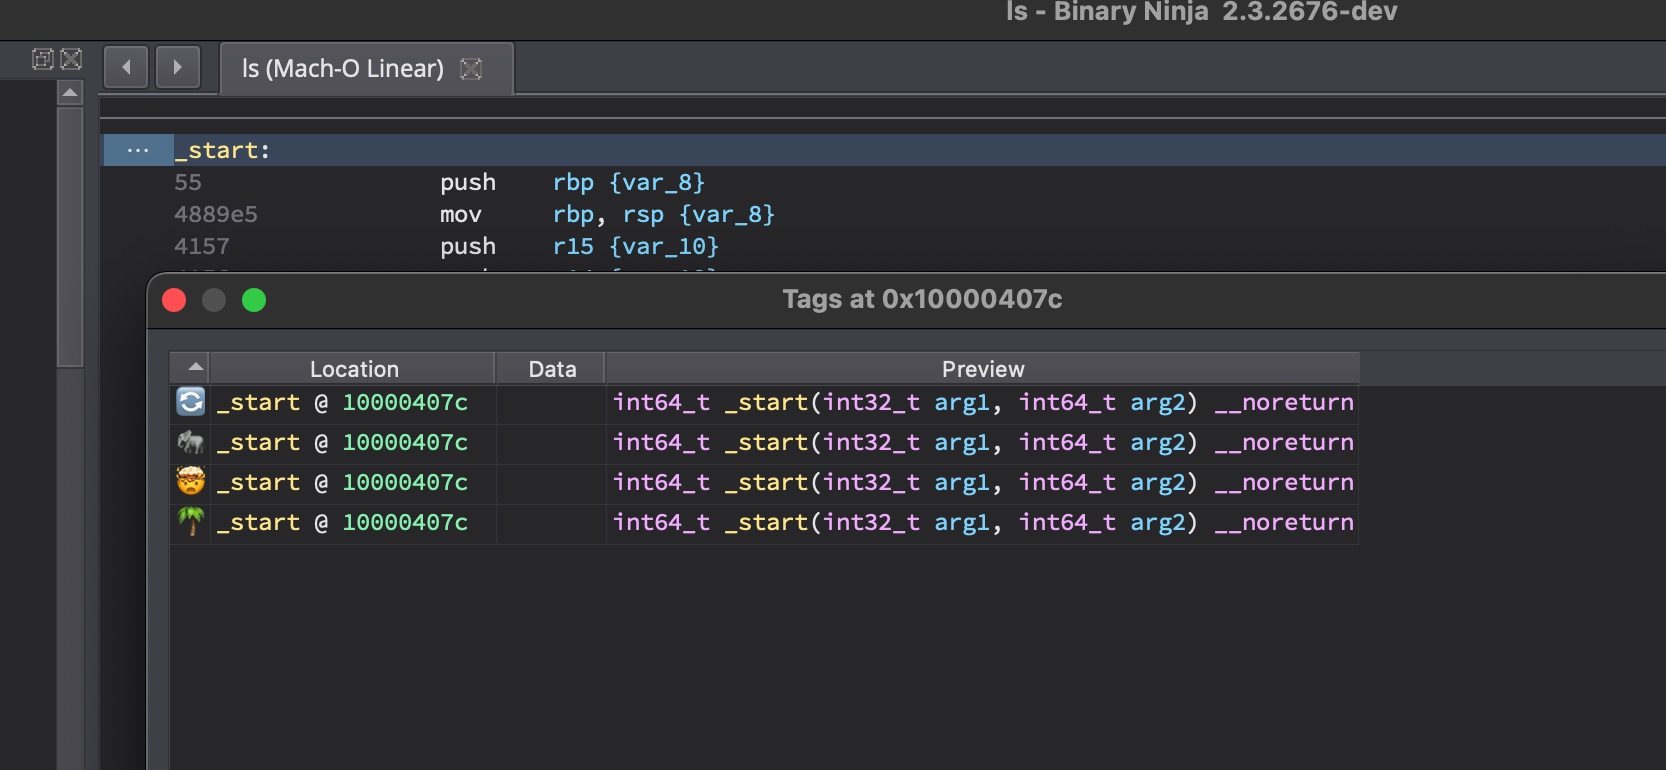 ls - Binary Ninja 2.3.2676-dev
ls (Mach-O Linear)
... _start:
55 push rbp {var_8}
4889e5 mov rbp, rsp {var_8}
4157 push r15 {var_10}
Tags at 0x10000407c
Location Data Preview
_start @ 10000407c int64_t _start(int32_t arg1, int64_t arg2) __noreturn
_start @ 10000407c int64_t _start(int32_t arg1, int64_t arg2) __noreturn
_start @ 10000407c int64_t _start(int32_t arg1, int64_t arg2) __noreturn
_start @ 10000407c int64_t _start(int32_t arg1, int64_t arg2) __noreturn